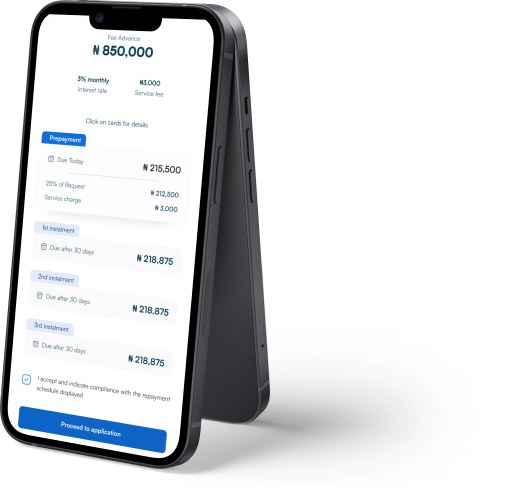 Fee Advance
₦ 850,000
3% monthly ₦3,000
Interest rate Service fee
Click on cards for details
Prepayment
Due Today ₦ 215,500
25% of Request ₦ 212,500
Service charge ₦ 3,000
1st instalment
Due after 30 days ₦ 218,875
2nd instalment
Due after 30 days ₦ 218,875
3rd instalment
Due after 30 days ₦ 218,875
I accept and indicate compliance with the repayment
schedule displayed
Proceed to application